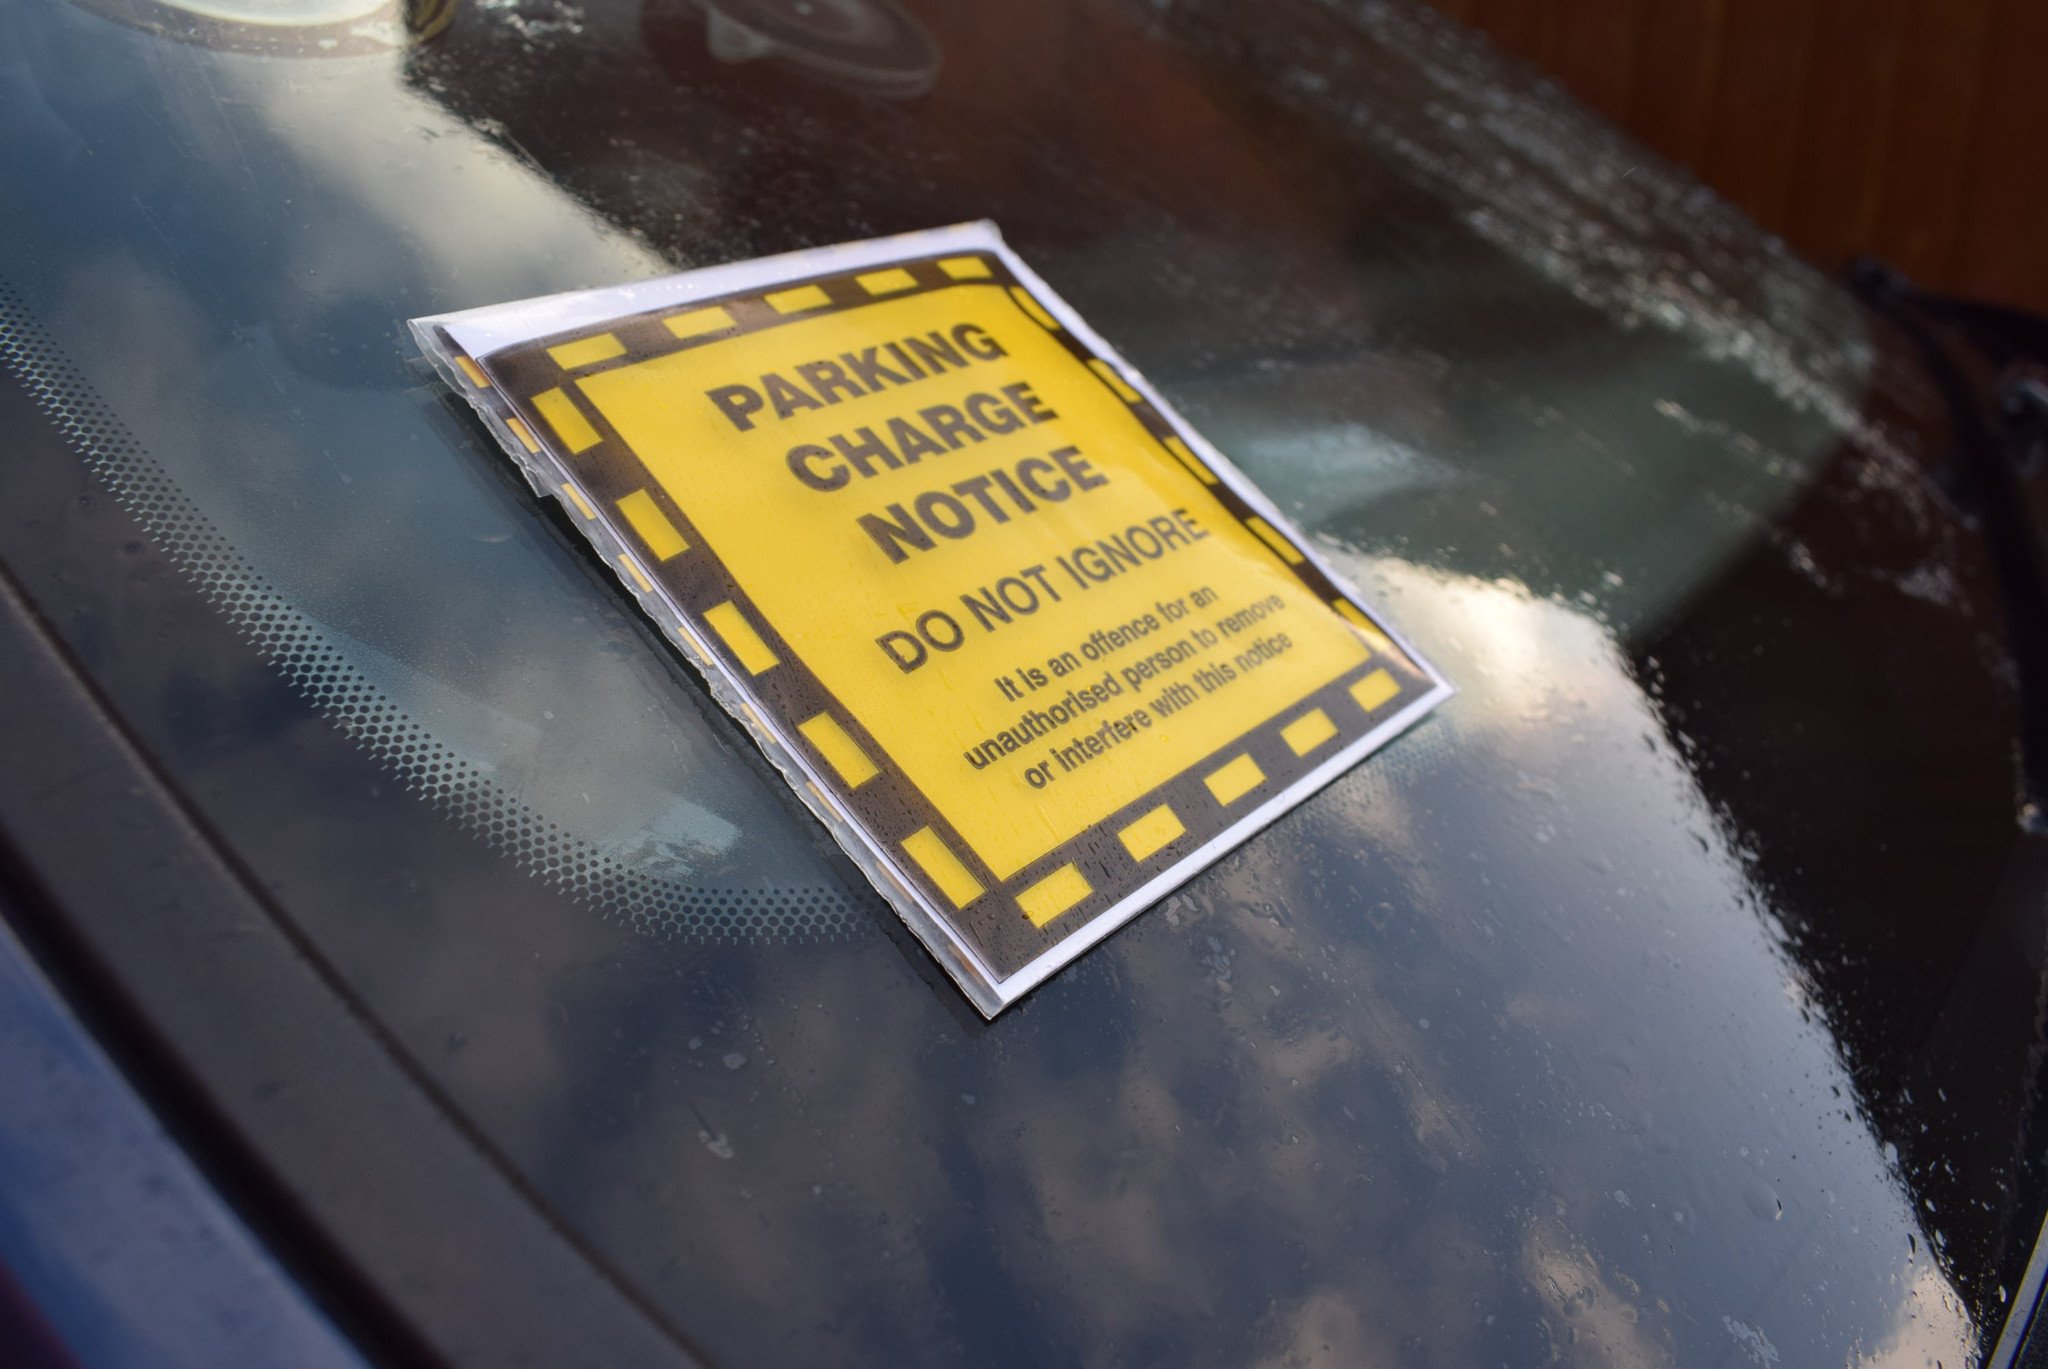 PARKING
CHARGE
NOTICE
DO NOT IGNORE
It is an offence for an
unauthorised person to remove
or interfere with this notice